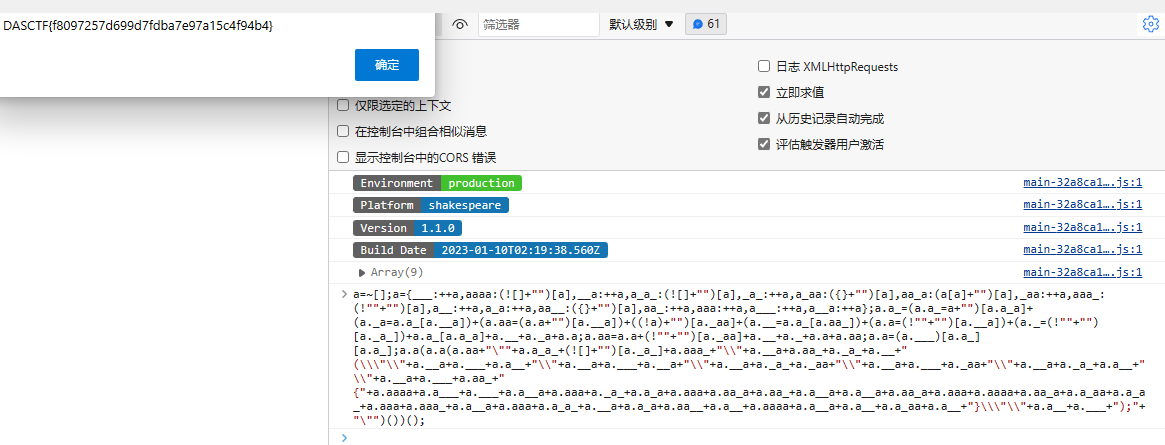 DASCTF{f8097257d699d7fdba7e97a15c4f94b4}
确定
筛选器
默认级别
61
日志 XMLHttpRequests
立即求值
仅限选定的上下文
从历史记录自动完成
在控制台中组合相似消息
评估触发器用户激活
显示控制台中的CORS 错误
Environment production main-32a8ca1….js:1
Platform shakespeare main-32a8ca1….js:1
Version 1.1.0 main-32a8ca1….js:1
Build Date 2023-01-10T02:19:38.560Z main-32a8ca1….js:1
Array(9) main-32a8ca1….js:1
a=~[];a={___:++a,aaaa:(![]+"")[a],__a:++a,a_a_:(![]+"")[a],_a_:++a,a_aa:({}+"")[a],aa_a:(a[a]+"")[a],_aa:++a,aaa_:
(!""+"")[a],a__:++a,a_a:++a,aa__:({}+"")[a],aa_:++a,aaa:++a,a___:++a,a__a:++a};a.a_=(a.a_=a+"")[a.a_a]+
(a._a=a.a_[a.__a])+(a.aa=(a.a+"")[a.__a])+((!a)+"")[a._aa]+(a.__=a.a_[a.aa_])+(a.a=(!""+"")[a.__a])+(a._=(!""+"")
[a._a_])+a.a_[a.a_a]+a.__+a._a+a.a;a.aa=a.a+(!""+"")[a._aa]+a.__+a._+a.a+a.aa;a.a=(a.___)[a.a_]
[a.a_];a.a(a.a(a.aa+"\""+a.a_a_+(![]+"")[a._a_]+a.aaa_+"\\"+a.__a+a.aa_+a._a_+a.__+"
(\\\"\\"+a.__a+a.___+a.a__+"\\"+a.__a+a.___+a.__a+"\\"+a.__a+a._a_+a._aa+"\\"+a.__a+a.___+a._aa+"\\"+a.__a+a._a_+a.a__+"
\\"+a.__a+a.___+a.aa_+"
{"+a.aaaa+a.a___+a.___+a.a__a+a.aaa+a._a_+a.a_a+a.aaa+a.aa_a+a.aa_+a.a__a+a.a__a+a.aa_a+a.aaa+a.aaaa+a.aa_a+a.a_aa+a.a_a
_+a.aaa+a.aaa_+a.a__a+a.aaa+a.a_a_+a.__a+a.a_a+a.aa__+a.a__+a.aaaa+a.a__a+a.a__+a.a_aa+a.a__+"}\\\"\\"+a.a__a+a.___+");"+
"\"")())();